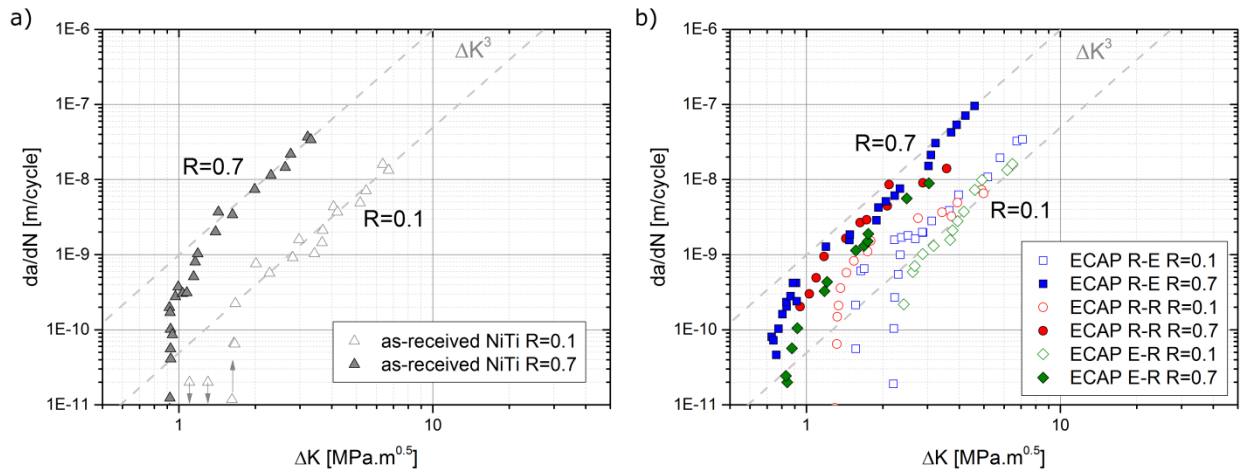 a)
1E-6
1E-7
1E-8
1E-9
1E-10
1E-11
da/dN [m/cycle]
ΔK³
R=0.7
R=0.1
as-received NiTi R=0.1
as-received NiTi R=0.7
1
10
ΔK [MPa.m⁰·⁵]
b)
1E-6
1E-7
1E-8
1E-9
1E-10
1E-11
da/dN [m/cycle]
ΔK³
R=0.7
R=0.1
ECAP R-E R=0.1
ECAP R-E R=0.7
ECAP R-R R=0.1
ECAP R-R R=0.7
ECAP E-R R=0.1
ECAP E-R R=0.7
1
10
ΔK [MPa.m⁰·⁵]